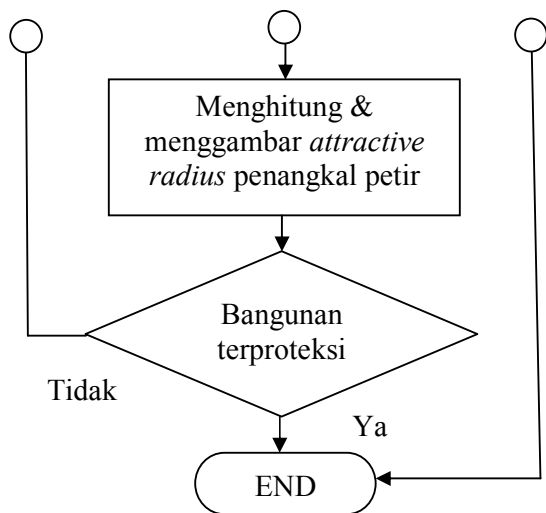 Menghitung &
menggambar attractive
radius penangkal petir
Bangunan
terproteksi
Tidak
Ya
END